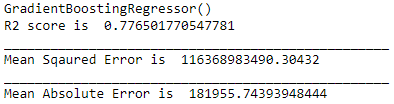 GradientBoostingRegressor()
R2 score is  0.776501770547781
Mean Sqaured Error is  116368983490.30432
Mean Absolute Error is  181955.74393948444